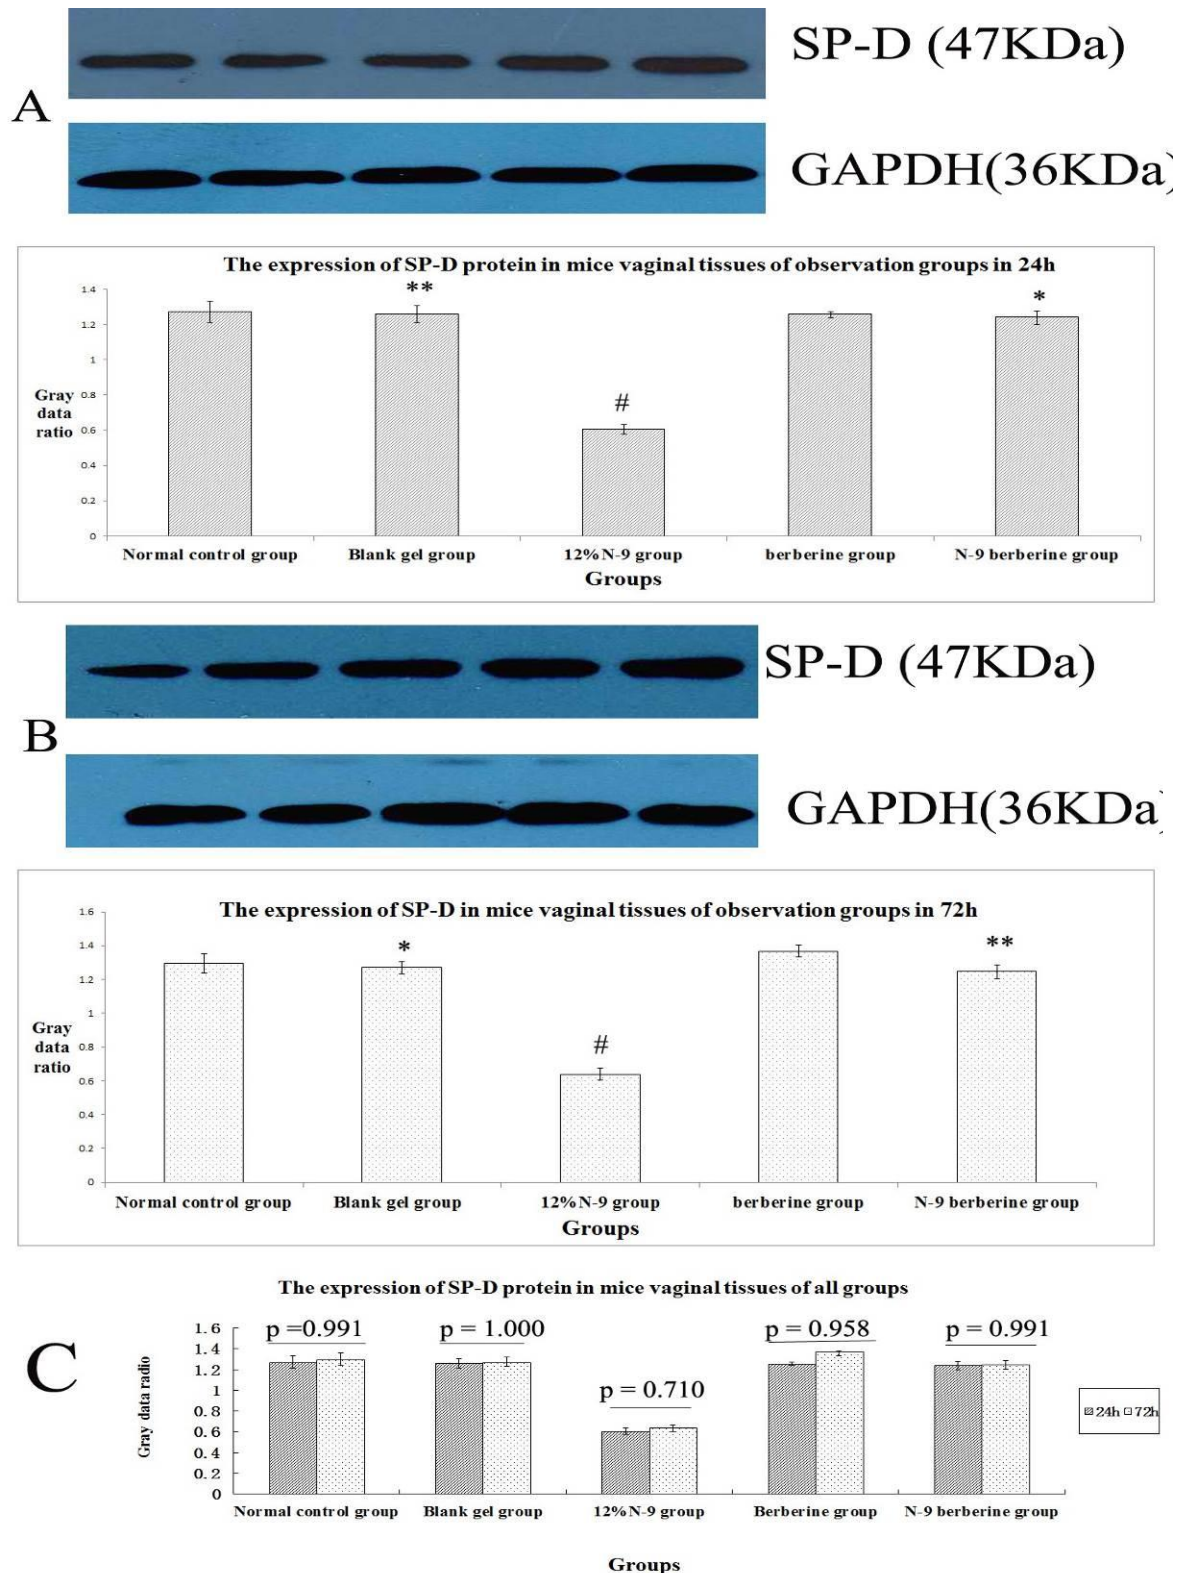 SP-D (47KDa)
A
GAPDH(36KDa)
The expression of SP-D protein in mice vaginal tissues of observation groups in 24h
1.4
**
*
1.2
1
Gray
data
ratio
0.8
#
0.6
0.4
0.2
0
Normal control group Blank gel group 12%N-9 group berberine group N-9 berberine group
Groups
SP-D (47KDa)
B
GAPDH(36KDa)
The expression of SP-D in mice vaginal tissues of observation groups in 72h
1.6
1.4
*
**
1.2
1
Gray
data
ratio
#
0.8
0.6
0.4
0.2
0
Normal control group Blank gel group 12%N-9 group berberine group N-9 berberine group
Groups
The expression of SP-D protein in mice vaginal tissues of all groups
C
Gray data radio
1.6
1.4
1.2
1
0.8
0.6
0.4
0.2
0
p =0.991 p = 1.000 p = 0.710 p = 0.958 p = 0.991
24h 72h
Normal control group Blank gel group 12%N-9 group Berberine group N-9 berberine group
Groups